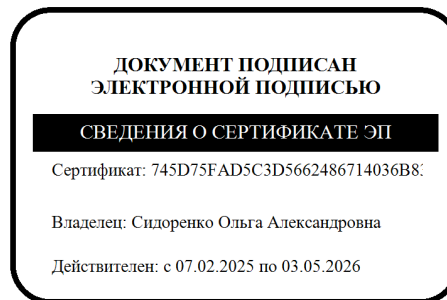 ДОКУМЕНТ ПОДПИСАН
ЭЛЕКТРОННОЙ ПОДПИСЬЮ
СВЕДЕНИЯ О СЕРТИФИКАТЕ ЭП
Сертификат: 745D75FAD5C3D5662486714036B8
Владелец: Сидоренко Ольга Александровна
Действителен: с 07.02.2025 по 03.05.2026